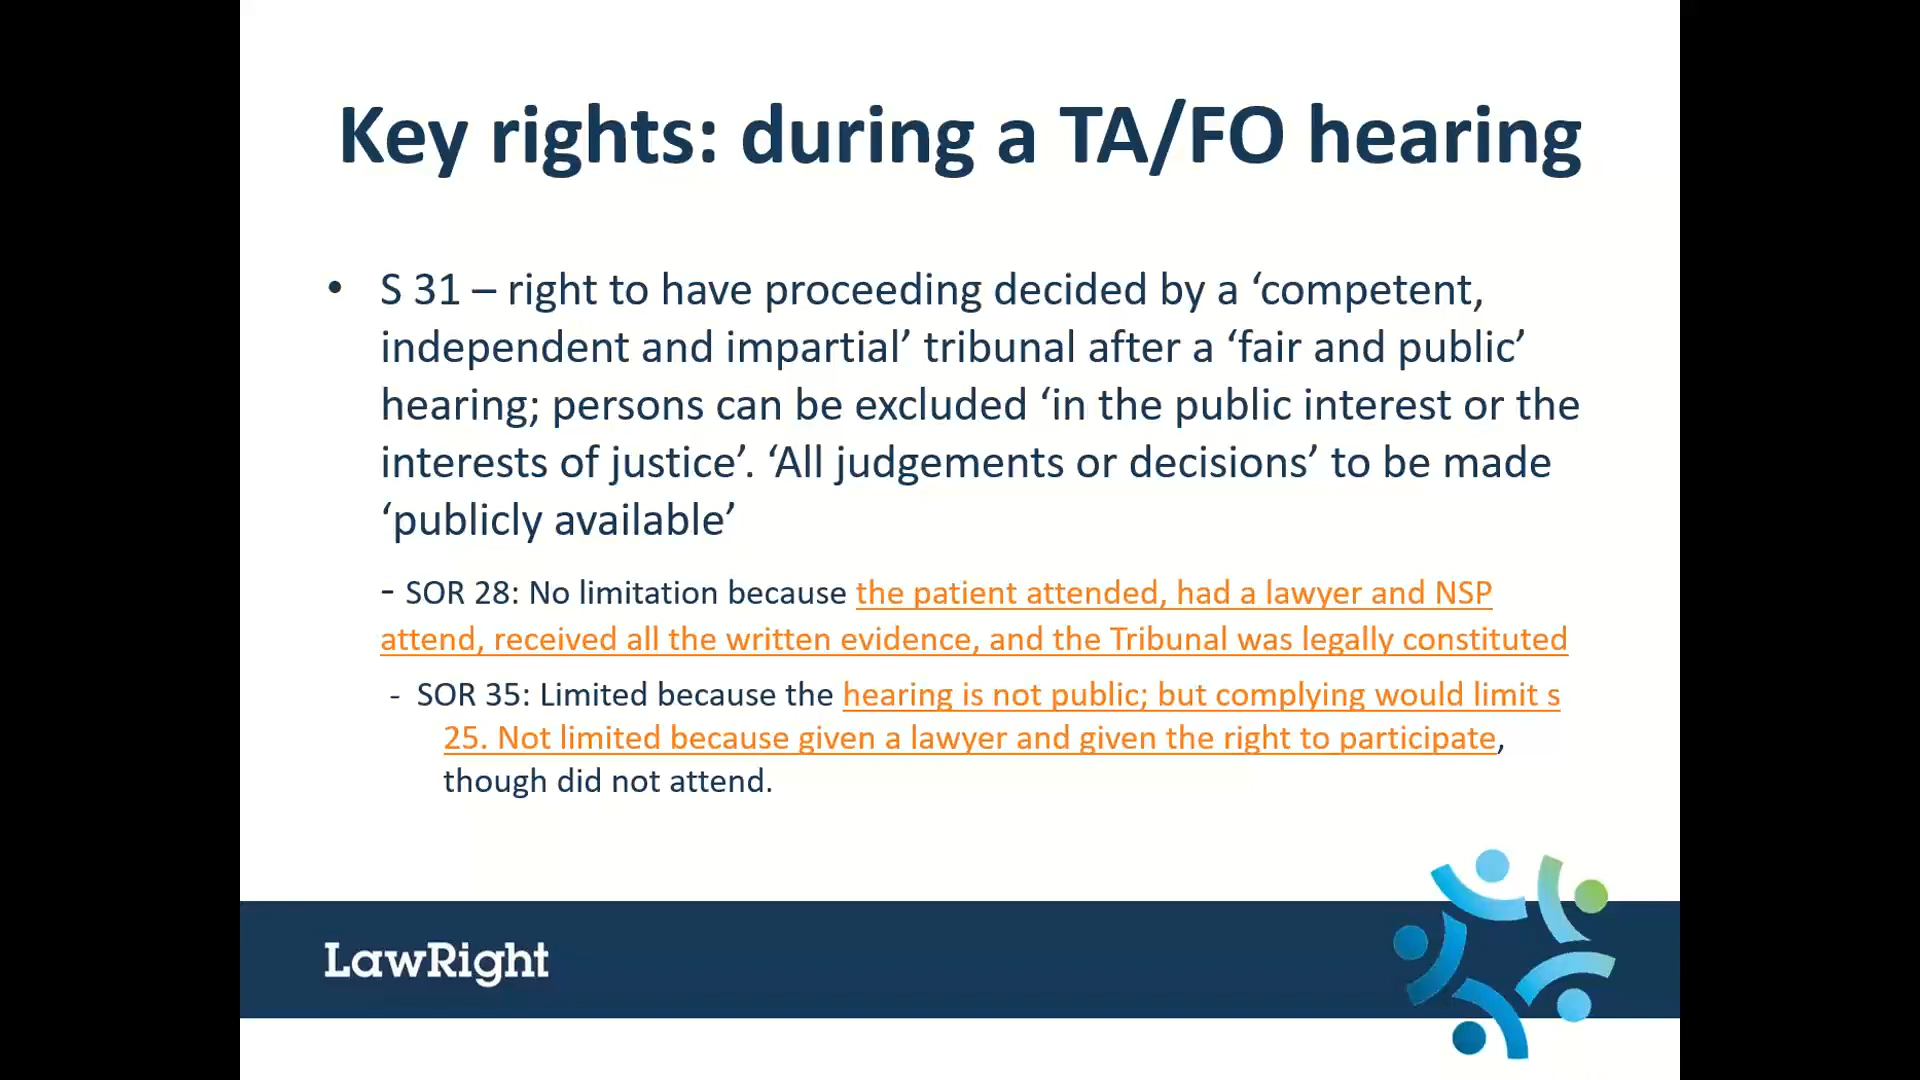 Key rights: during a TA/FO hearing
• S 31 – right to have proceeding decided by a ‘competent,
independent and impartial’ tribunal after a ‘fair and public’
hearing; persons can be excluded ‘in the public interest or the
interests of justice’. ‘All judgements or decisions’ to be made
‘publicly available’
- SOR 28: No limitation because the patient attended, had a lawyer and NSP
attend, received all the written evidence, and the Tribunal was legally constituted
- SOR 35: Limited because the hearing is not public; but complying would limit s
25. Not limited because given a lawyer and given the right to participate,
though did not attend.
LawRight